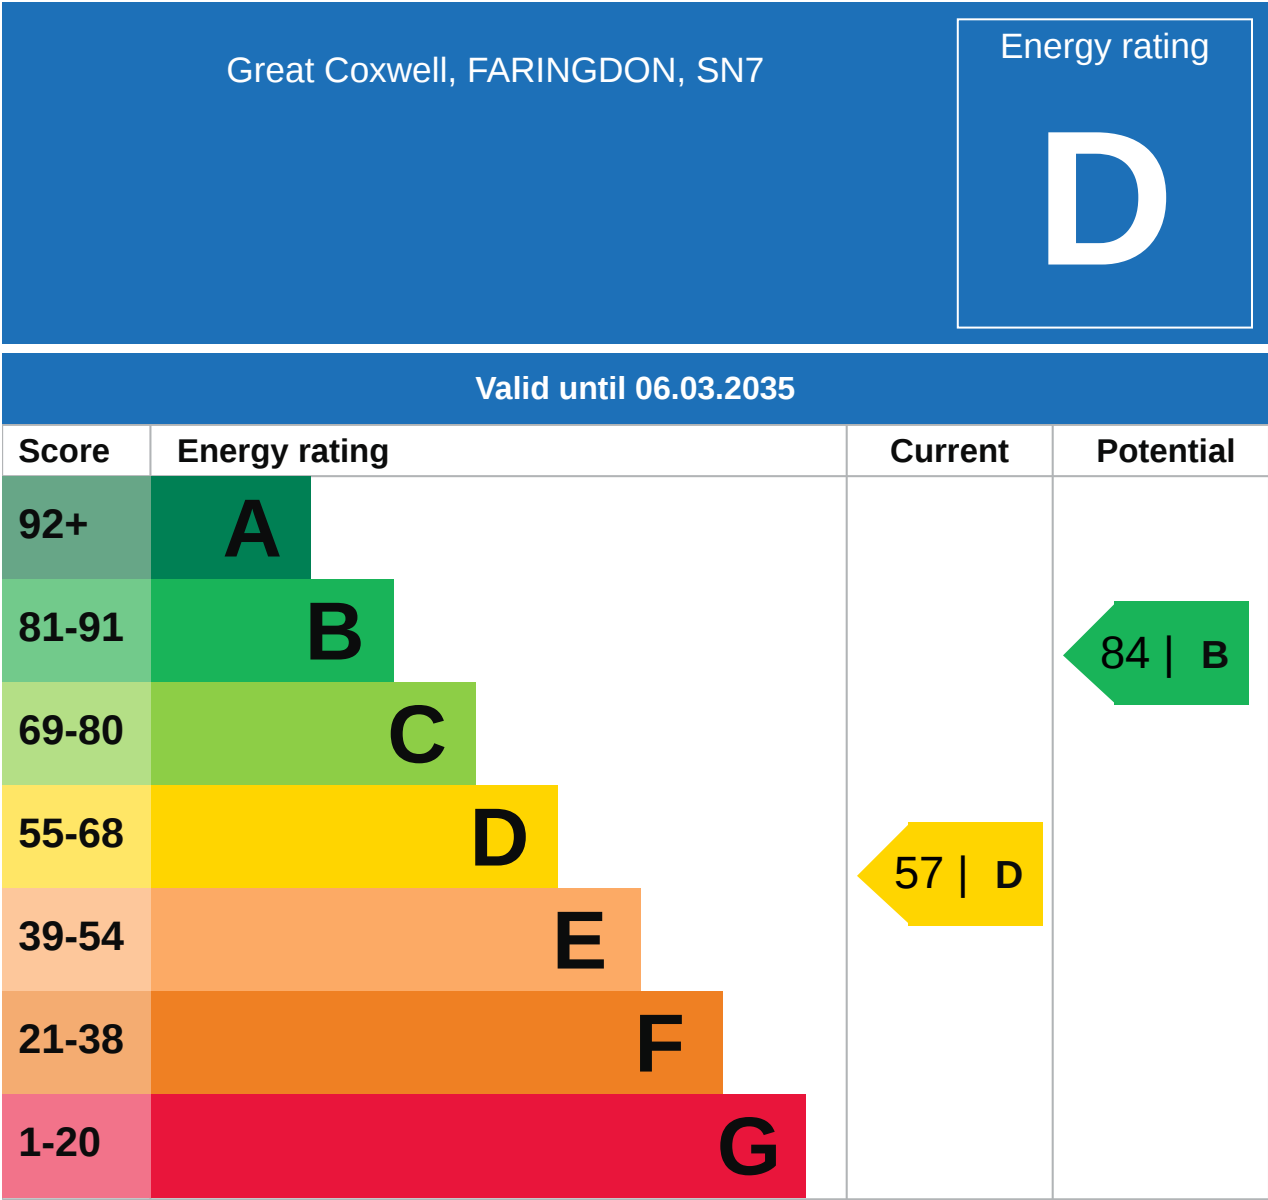 Great Coxwell, FARINGDON, SN7
Energy rating
D
Valid until 06.03.2035
Score Energy rating Current Potential
92+ A
81-91 B
84 | B
69-80 C
55-68 D
57 | D
39-54 E
21-38 F
1-20 G